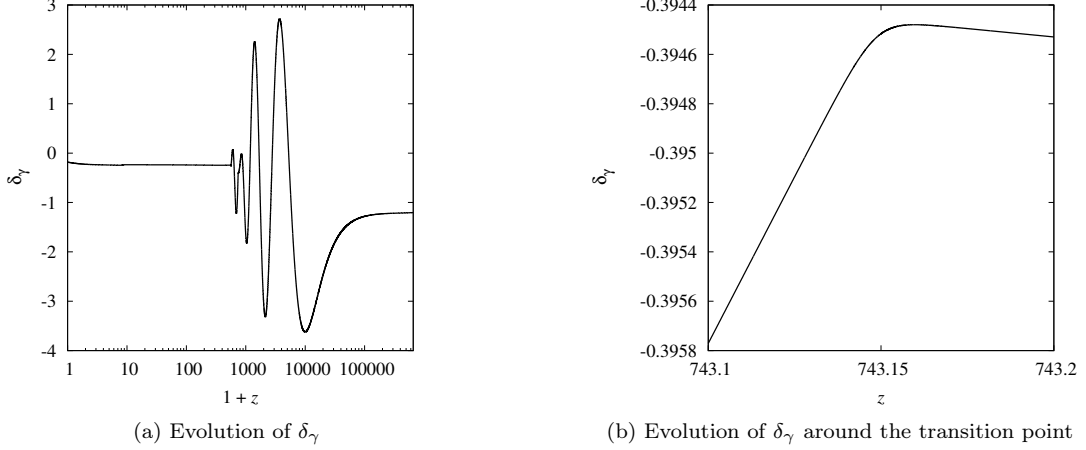 3
2
1
0
-1
-2
-3
-4
δγ
1 10 100 1000 10000 100000
1 + z
(a) Evolution of δγ
-0.3944
-0.3946
-0.3948
-0.395
-0.3952
-0.3954
-0.3956
-0.3958
δγ
743.1 743.15 743.2
z
(b) Evolution of δγ around the transition point